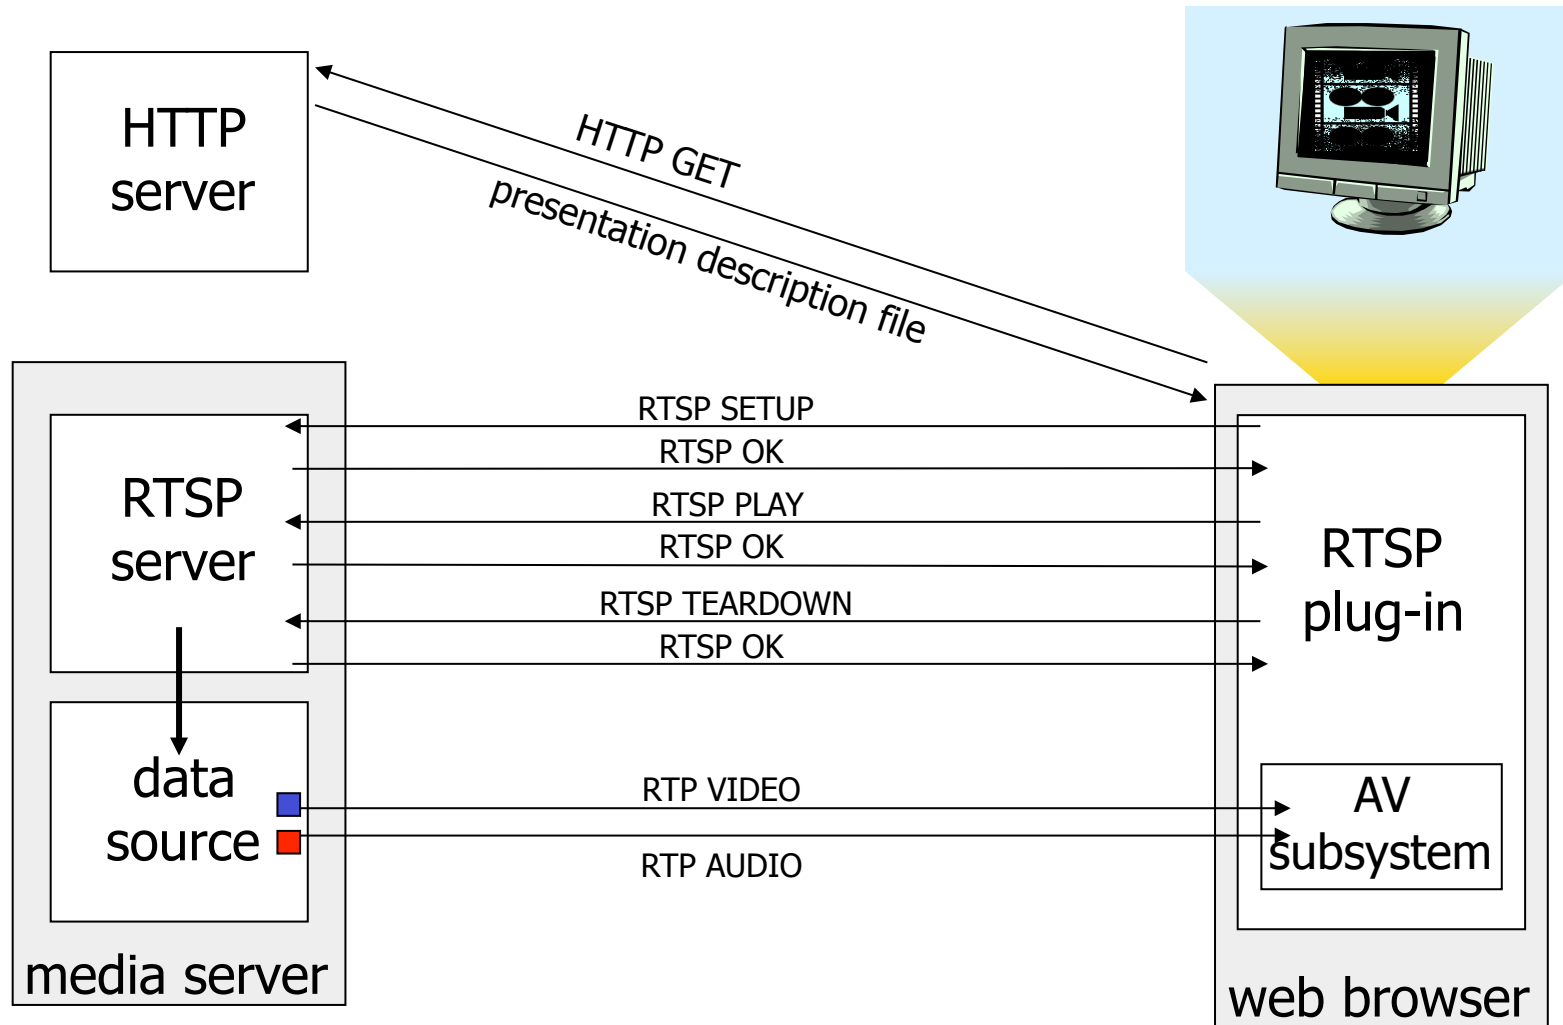 HTTP
server
HTTP GET
presentation description file
RTSP SETUP
RTSP OK
RTSP PLAY
RTSP OK
RTSP TEARDOWN
RTSP OK
RTSP
server
RTSP
plug-in
data
source
RTP VIDEO
RTP AUDIO
AV
subsystem
media server
web browser